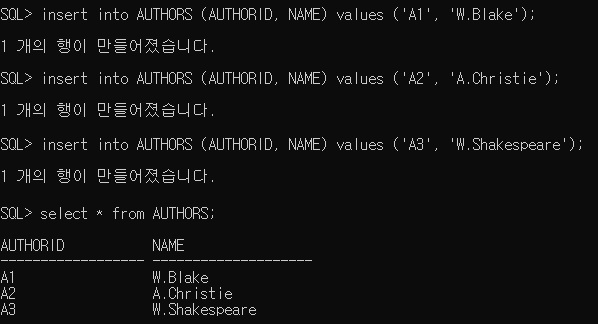 SQL> insert into AUTHORS (AUTHORID, NAME) values ('A1', 'W.Blake');
1 개의 행이 만들어졌습니다.
SQL> insert into AUTHORS (AUTHORID, NAME) values ('A2', 'A.Christie');
1 개의 행이 만들어졌습니다.
SQL> insert into AUTHORS (AUTHORID, NAME) values ('A3', 'W.Shakespeare');
1 개의 행이 만들어졌습니다.
SQL> select * from AUTHORS;
AUTHORID NAME
------------------ --------------------
A1 W.Blake
A2 A.Christie
A3 W.Shakespeare